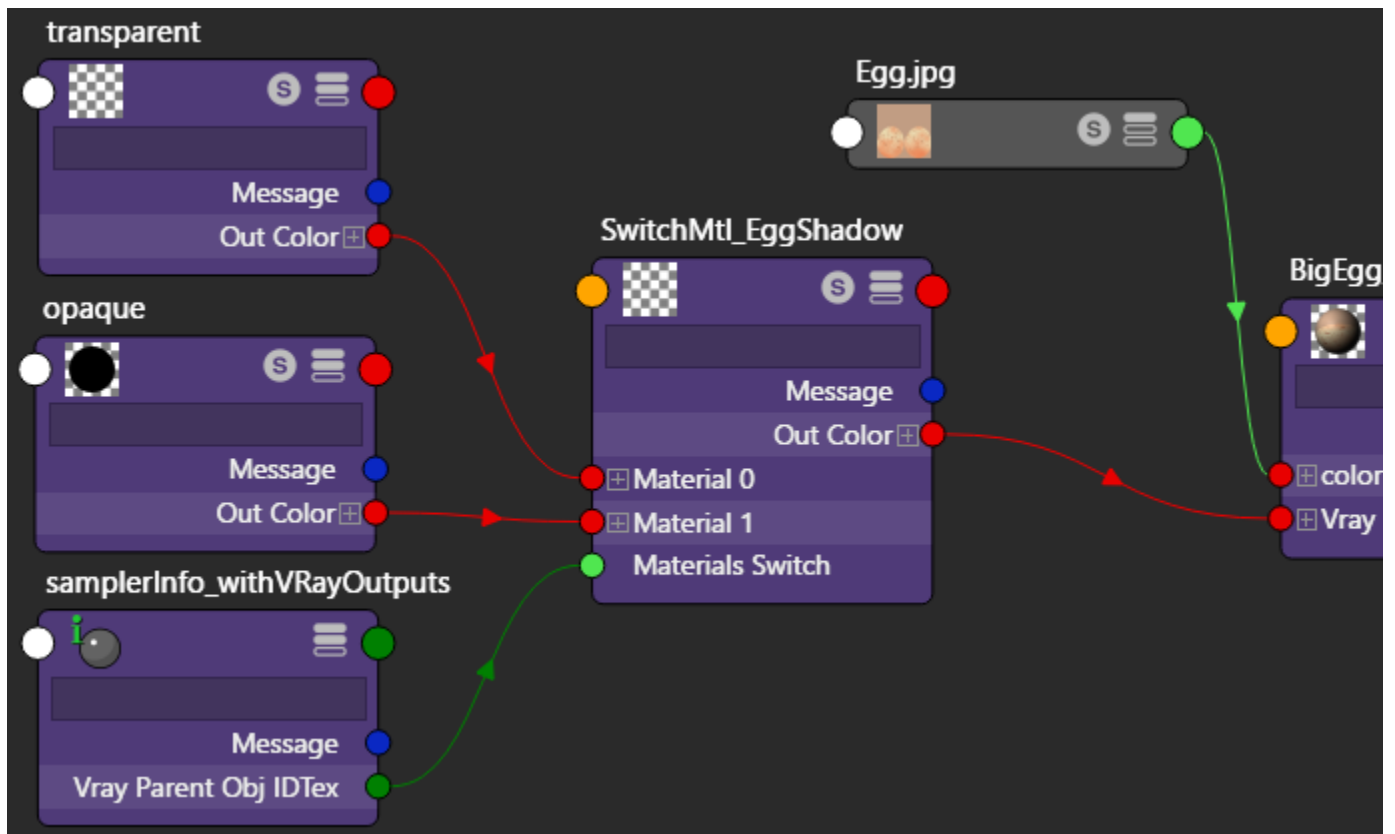 transparent
S
Message
Out Color
opaque
S
Message
Out Color
samplerInfo_withVRayOutputs
i
Message
Vray Parent Obj IDTex
Egg.jpg
S
SwitchMtl_EggShadow
S
Message
Out Color
Material 0
Material 1
Materials Switch
BigEgg
color
Vray